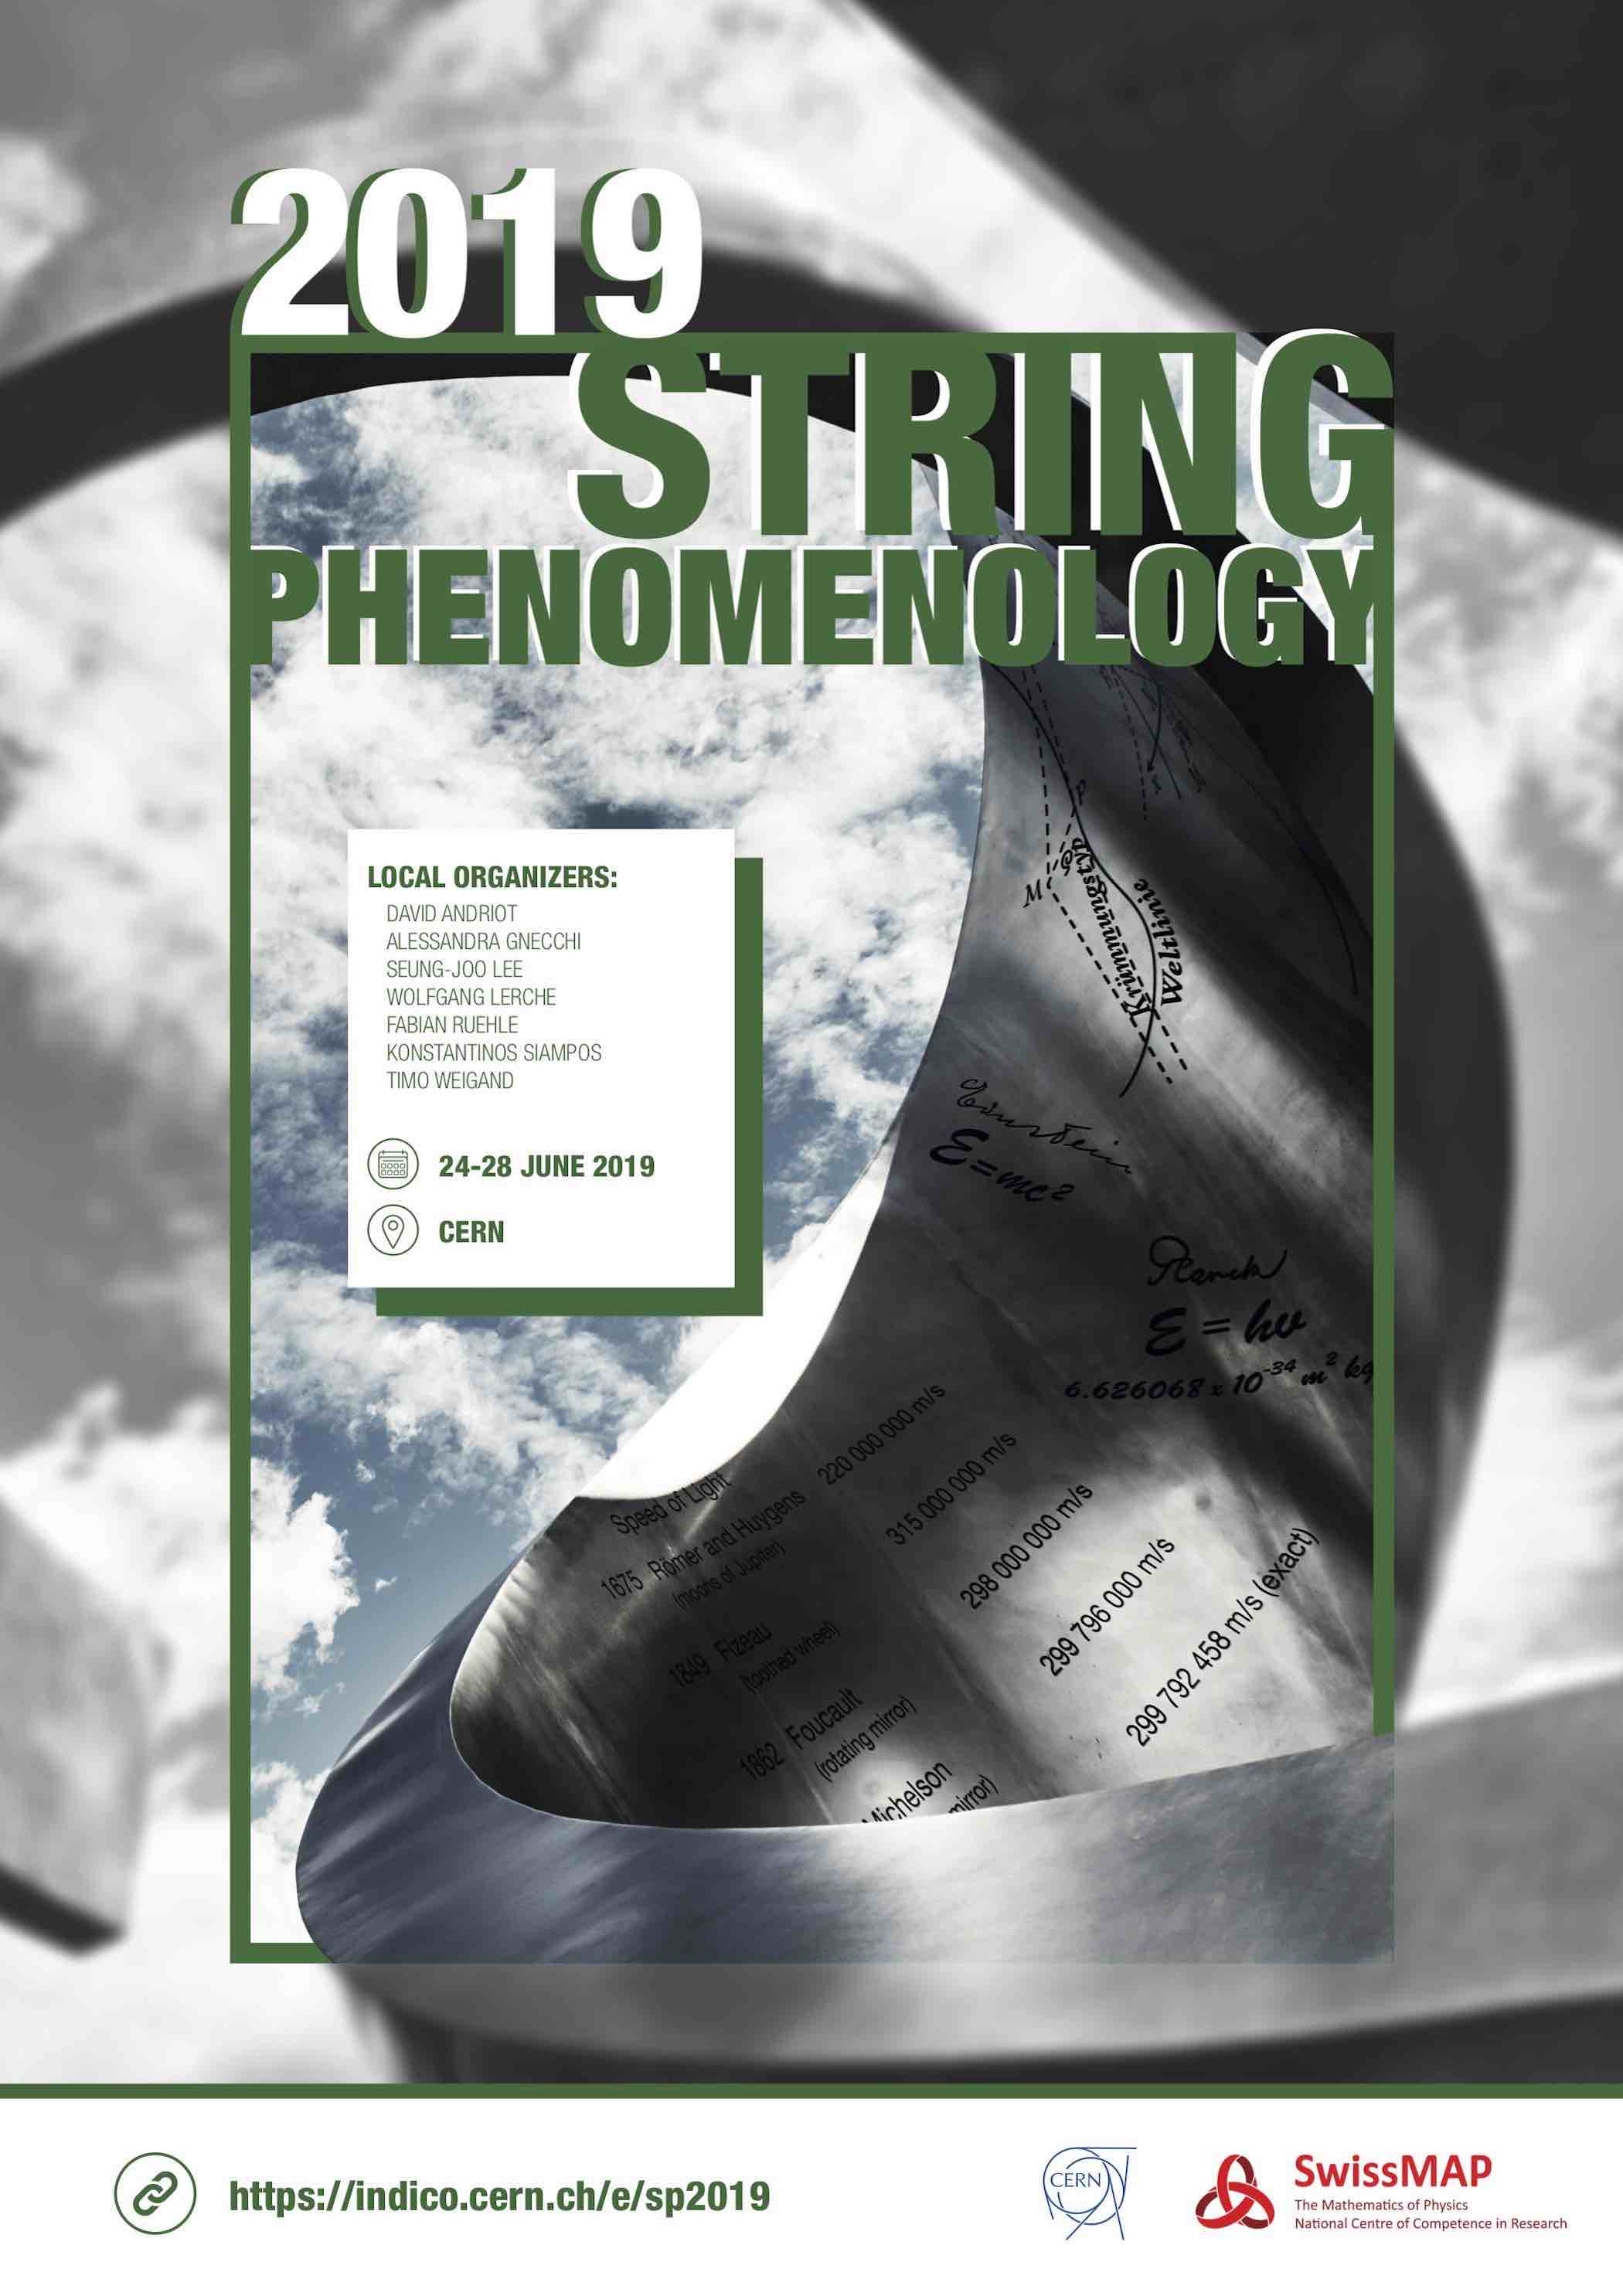 2019
STRING
PHENOMENOLOGY
LOCAL ORGANIZERS:
DAVID ANDRIOT
ALESSANDRA GNECCHI
SEUNG-JOO LEE
WOLFGANG LERCHE
FABIAN RUEHLE
KONSTANTINOS SIAMPOS
TIMO WEIGAND
24-28 JUNE 2019
CERN
M
P
Krümmungstyp
Weltlinie
Einstein
E=mc²
Planck
E = hν
6.626068 x 10⁻³⁴ m² kg
Speed of Light
1675 Römer and Huygens 220 000 000 m/s
(moons of Jupiter)
1849 Fizeau 315 000 000 m/s
(toothed wheel)
1862 Foucault 298 000 000 m/s
(rotating mirror)
Michelson 299 796 000 m/s
mirror)
299 792 458 m/s (exact)
https://indico.cern.ch/e/sp2019
CERN
SwissMAP
The Mathematics of Physics
National Centre of Competence in Research